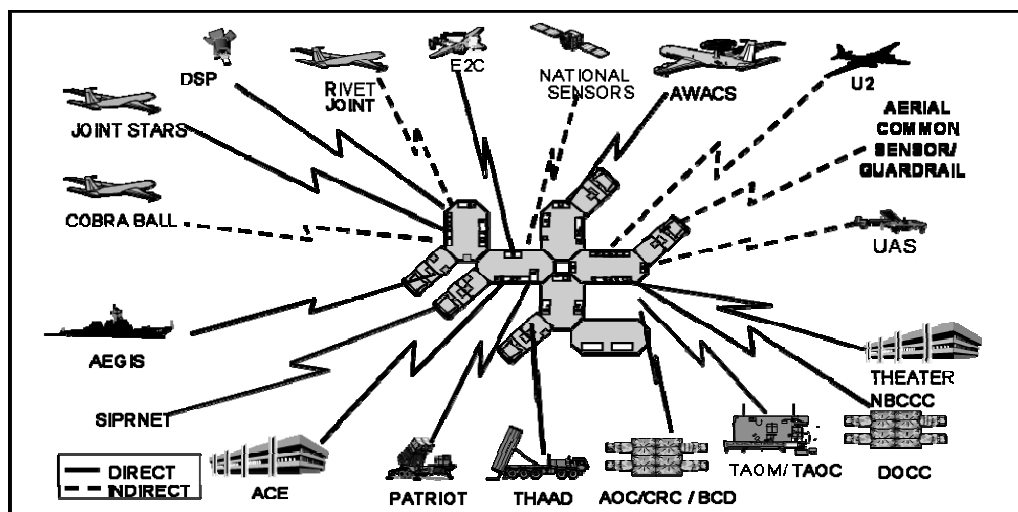 DSP
RIVET
JOINT
E2C
NATIONAL
SENSORS
AWACS
U2
JOINT STARS
AERIAL
COMMON
SENSOR/
GUARDRAIL
COBRA BALL
UAS
AEGIS
THEATER
NBCCC
SIPRNET
DIRECT
INDIRECT
ACE
PATRIOT
THAAD
AOC/CRC / BCD
TAOM/ TAOC
DOCC